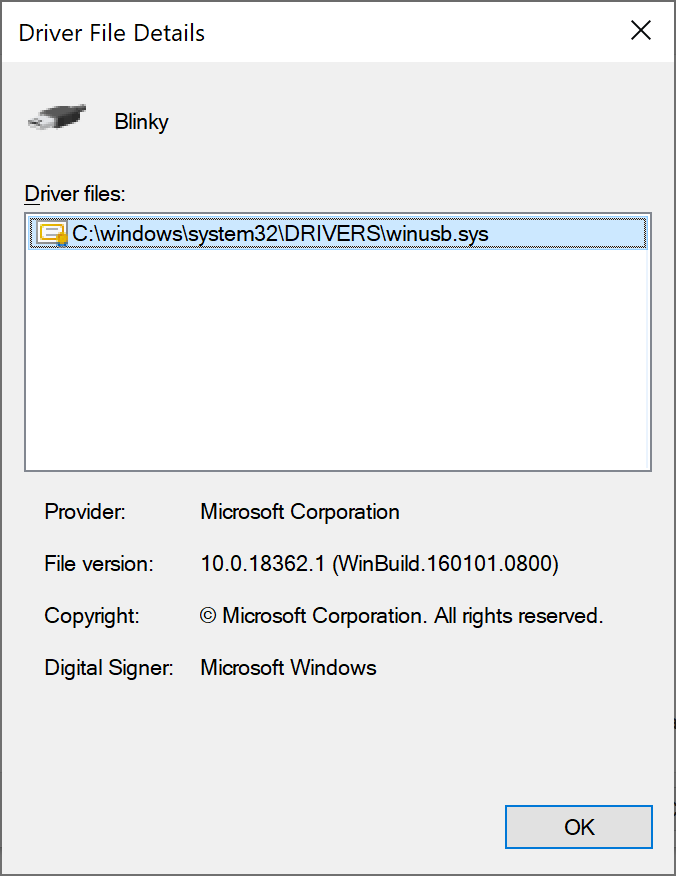 Driver File Details
Blinky
Driver files:
C:\windows\system32\DRIVERS\winusb.sys
Provider: Microsoft Corporation
File version: 10.0.18362.1 (WinBuild.160101.0800)
Copyright: © Microsoft Corporation. All rights reserved.
Digital Signer: Microsoft Windows
OK